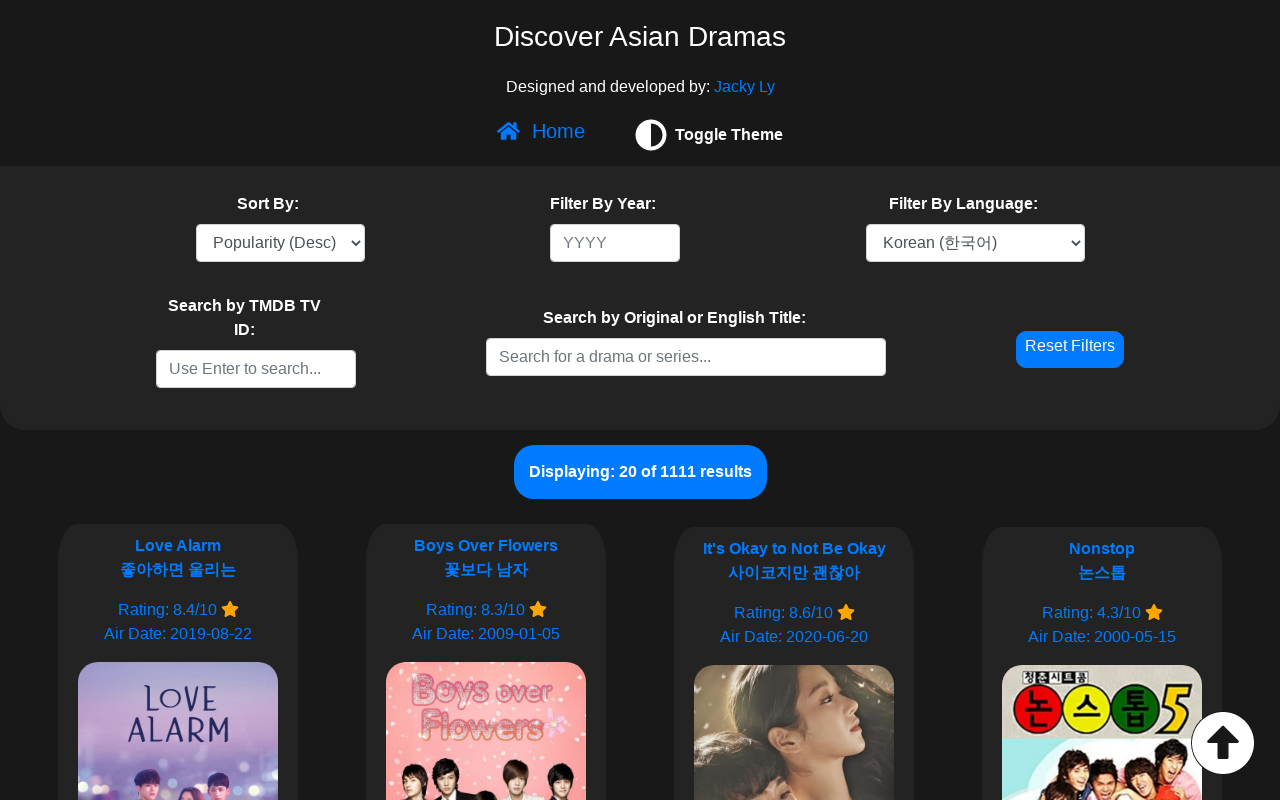 Discover Asian Dramas
Designed and developed by: Jacky Ly
Home
Toggle Theme
Sort By:
Filter By Year:
Filter By Language:
Popularity (Desc)
YYYY
Korean (한국어)
Search by TMDB TV
ID:
Search by Original or English Title:
Use Enter to search...
Search for a drama or series...
Reset Filters
Displaying: 20 of 1111 results
Love Alarm
좋아하면 울리는
Rating: 8.4/10
Air Date: 2019-08-22
LOVE
ALARM
Boys Over Flowers
꽃보다 남자
Rating: 8.3/10
Air Date: 2009-01-05
Boys over
Flowers
It's Okay to Not Be Okay
사이코지만 괜찮아
Rating: 8.6/10
Air Date: 2020-06-20
Nonstop
논스톱
Rating: 4.3/10
Air Date: 2000-05-15
청춘시트콤
논스톱5